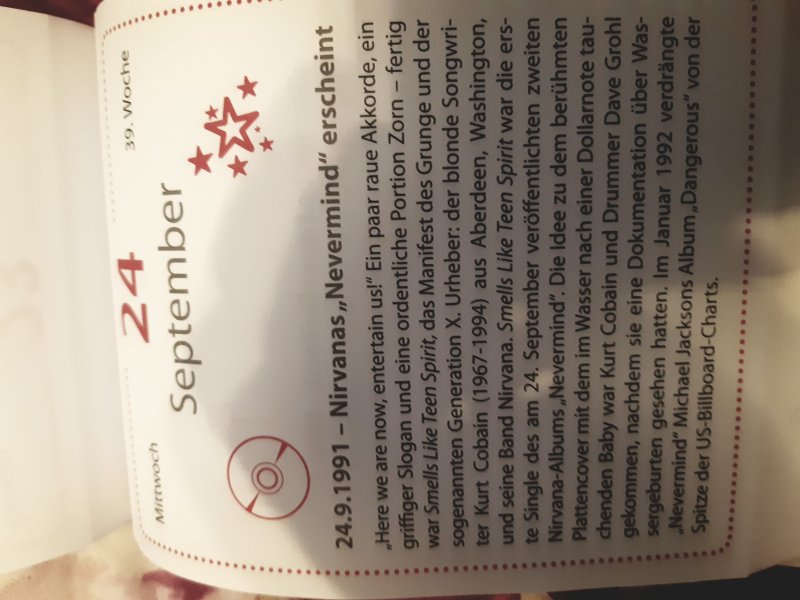 Mittwoch
24
39. Woche
September
24.9.1991 – Nirvanas „Nevermind“ erscheint
„Here we are now, entertain us!“ Ein paar raue Akkorde, ein
griffiger Slogan und eine ordentliche Portion Zorn – fertig
war Smells Like Teen Spirit, das Manifest des Grunge und der
sogenannten Generation X. Urheber: der blonde Songwri-
ter Kurt Cobain (1967-1994) aus Aberdeen, Washington,
und seine Band Nirvana. Smells Like Teen Spirit war die ers-
te Single des am 24. September veröffentlichten zweiten
Nirvana-Albums „Nevermind“. Die Idee zu dem berühmten
Plattencover mit dem im Wasser nach einer Dollarnote tau-
chenden Baby war Kurt Cobain und Drummer Dave Grohl
gekommen, nachdem sie eine Dokumentation über Was-
sergeburten gesehen hatten. Im Januar 1992 verdrängte
„Nevermind“ Michael Jacksons Album „Dangerous“ von der
Spitze der US-Billboard-Charts.